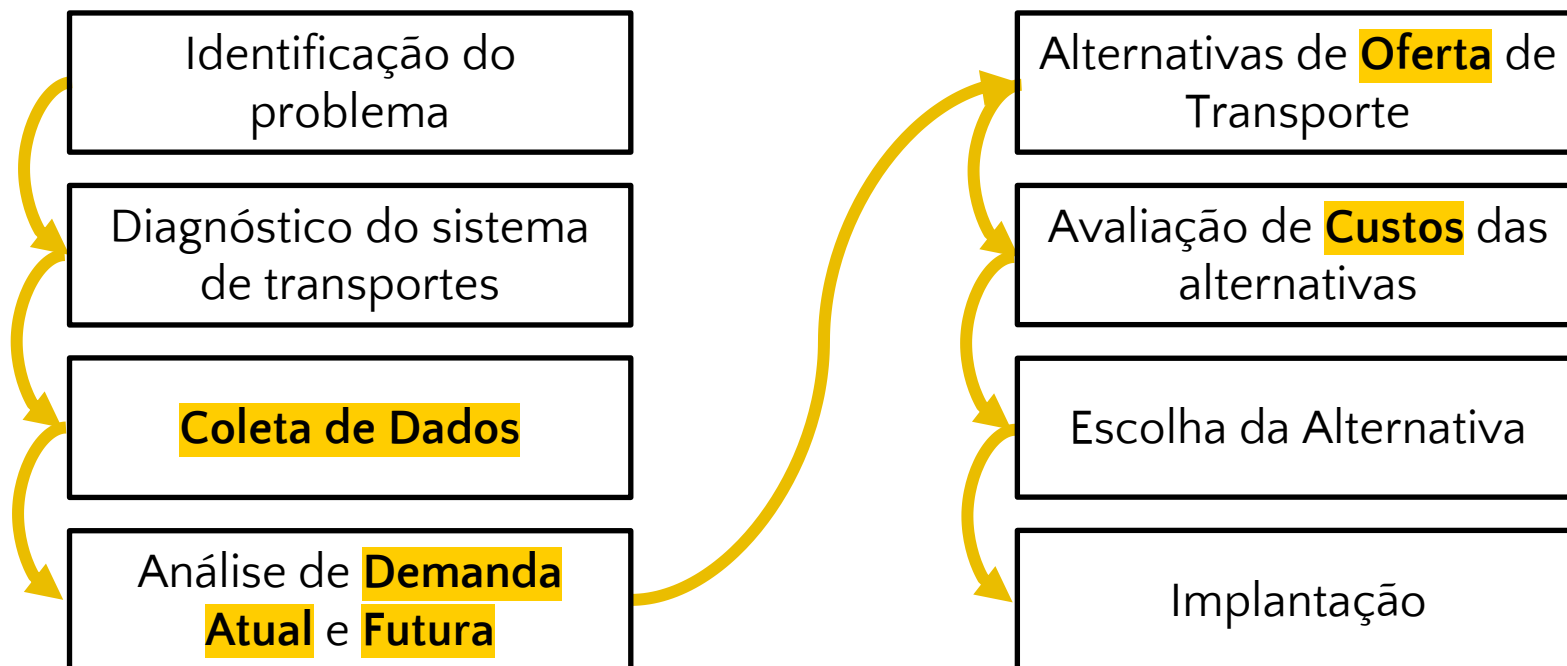 Identificação do
problema
Diagnóstico do sistema
de transportes
Coleta de Dados
Análise de Demanda
Atual e Futura
Alternativas de Oferta de
Transporte
Avaliação de Custos das
alternativas
Escolha da Alternativa
Implantação